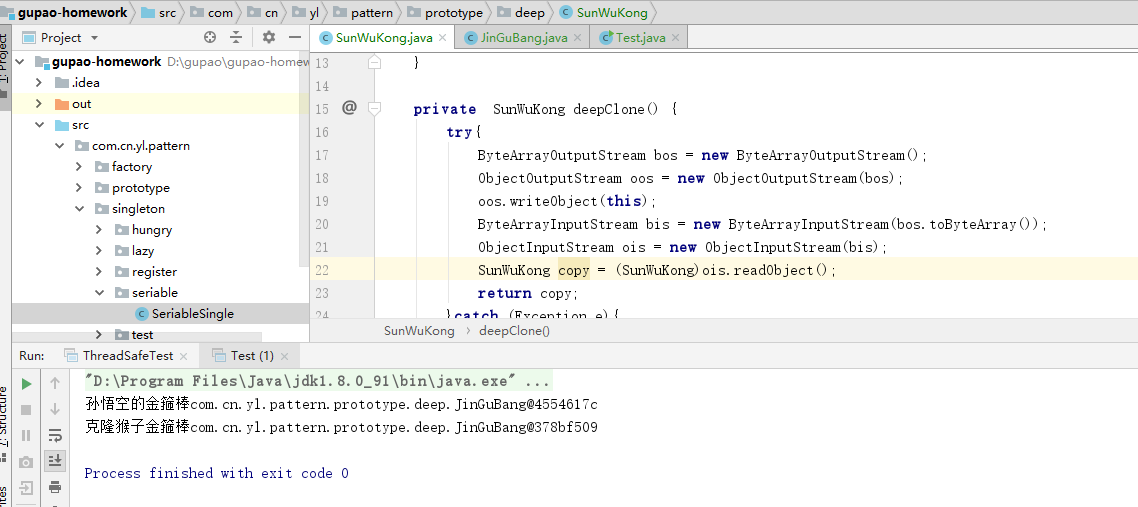 gupao-homework src com cn yl pattern prototype deep SunWuKong
Project
SunWuKong.java JinGuBang.java Test.java
1: Project
gupao-homework D:\gupao\gupao-homew
.idea
out
src
com.cn.yl.pattern
factory
prototype
singleton
hungry
lazy
register
seriable
SeriableSingle
test
13 }
14
15 @ private SunWuKong deepClone() {
16 try{
17 ByteArrayOutputStream bos = new ByteArrayOutputStream();
18 ObjectOutputStream oos = new ObjectOutputStream(bos);
19 oos.writeObject(this);
20 ByteArrayInputStream bis = new ByteArrayInputStream(bos.toByteArray());
21 ObjectInputStream ois = new ObjectInputStream(bis);
22 SunWuKong copy = (SunWuKong)ois.readObject();
23 return copy;
24 }catch (Exception e){
SunWuKong deepClone()
Run: ThreadSafeTest Test (1)
"D:\Program Files\Java\jdk1.8.0_91\bin\java.exe" ...
孙悟空的金箍棒com.cn.yl.pattern.prototype.deep.JinGuBang@4554617c
克隆猴子金箍棒com.cn.yl.pattern.prototype.deep.JinGuBang@378bf509
Process finished with exit code 0
7: Structure